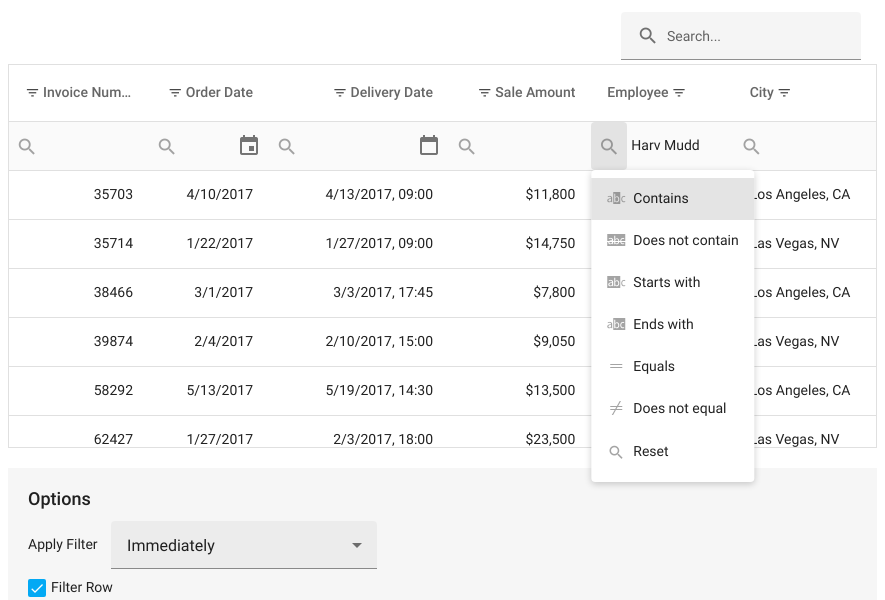 Search...
Invoice Num... Order Date Delivery Date Sale Amount Employee City
Harv Mudd
35703 4/10/2017 4/13/2017, 09:00 $11,800 Los Angeles, CA
abc Contains
35714 1/22/2017 1/27/2017, 09:00 $14,750 Las Vegas, NV
abc Does not contain
38466 3/1/2017 3/3/2017, 17:45 $7,800 Los Angeles, CA
abc Starts with
39874 2/4/2017 2/10/2017, 15:00 $9,050 Las Vegas, NV
abc Ends with
= Equals
58292 5/13/2017 5/19/2017, 14:30 $13,500 Los Angeles, CA
≠ Does not equal
62427 1/27/2017 2/3/2017, 18:00 $23,500 Las Vegas, NV
Reset
Options
Apply Filter Immediately
Filter Row